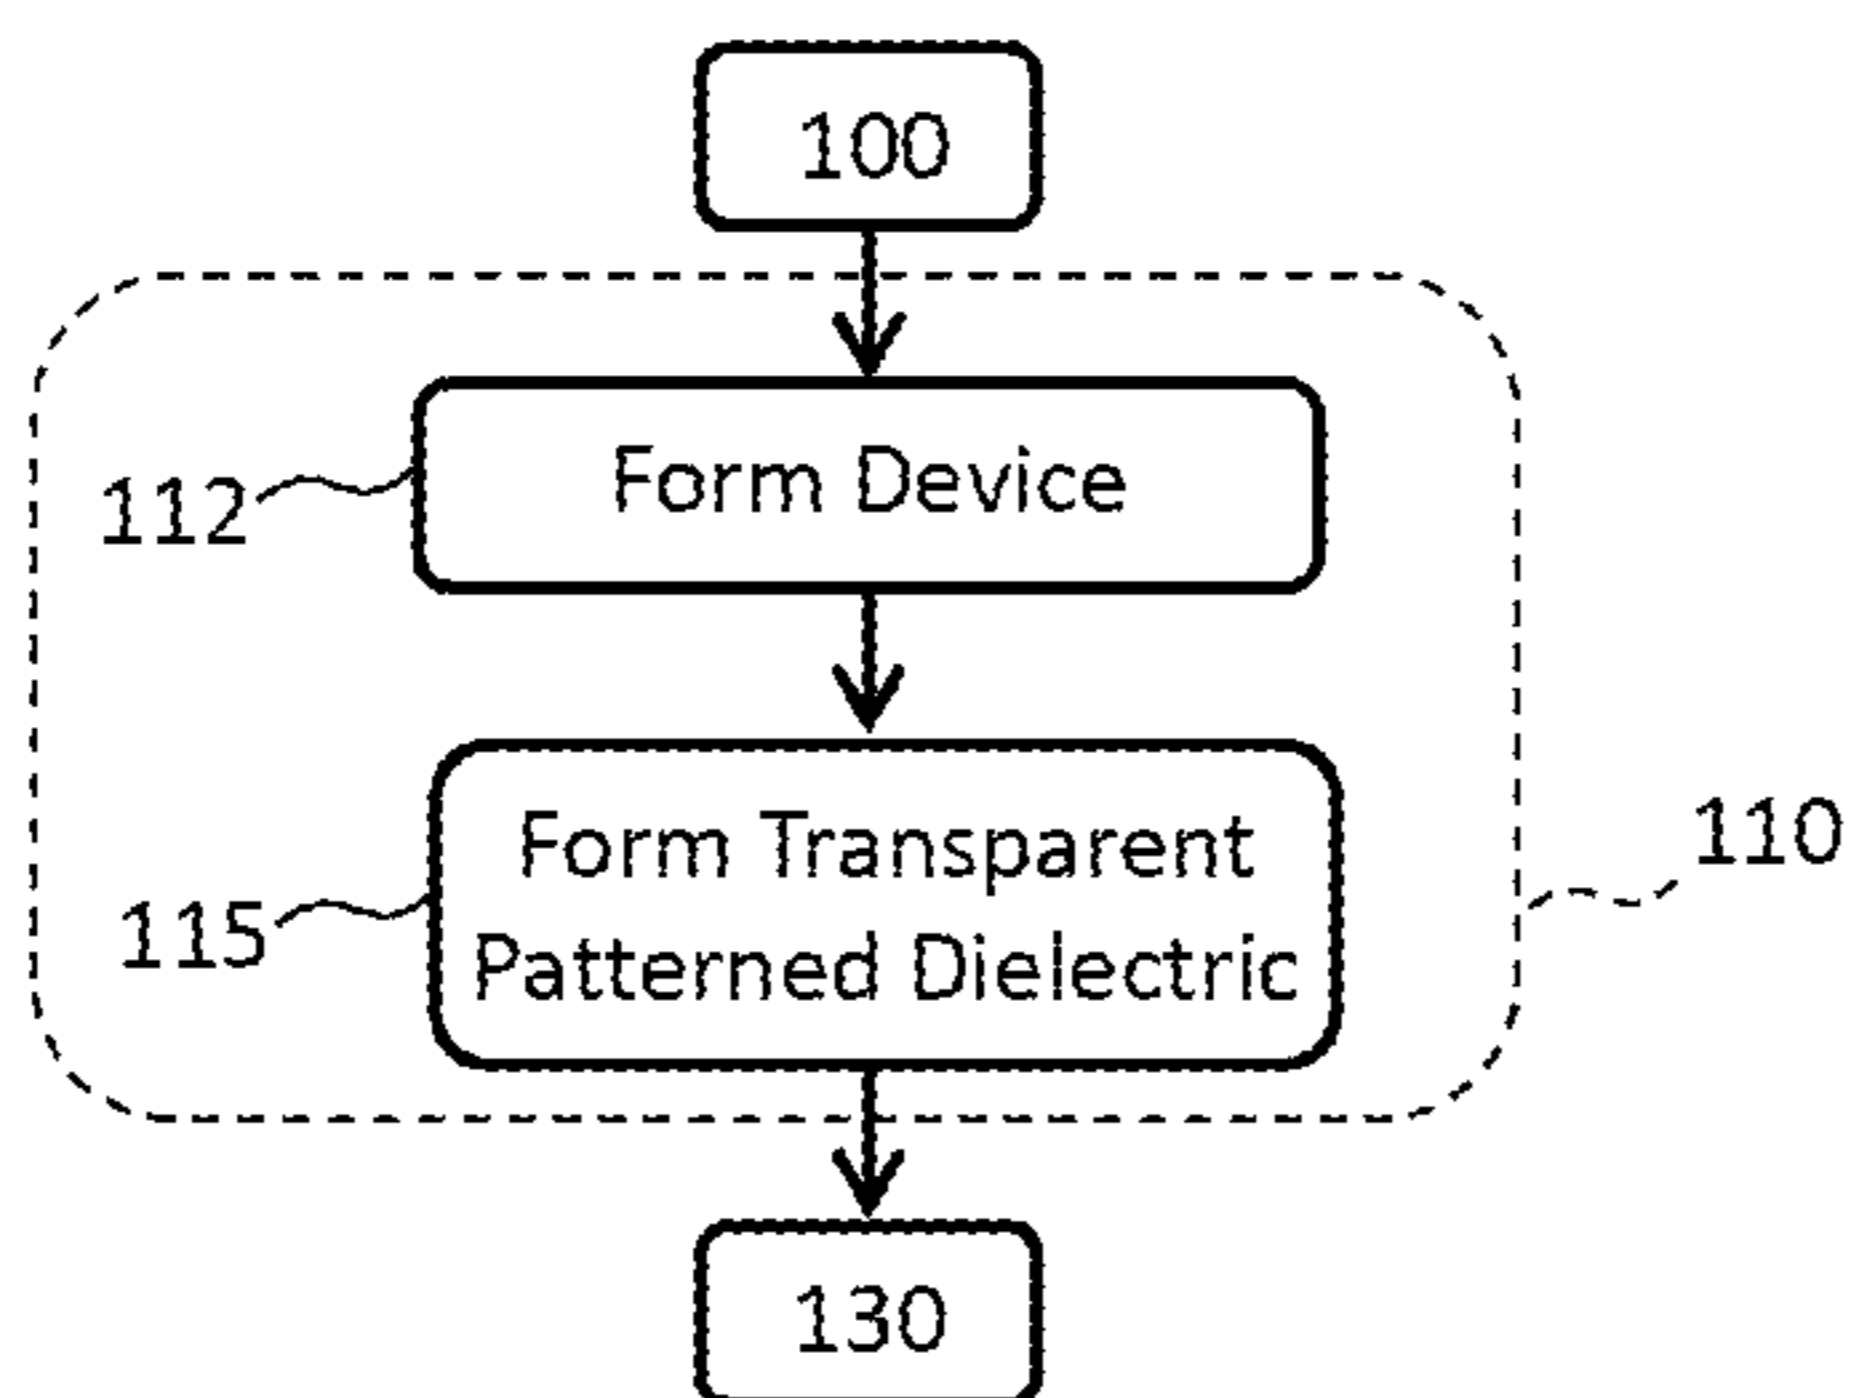 100
112
Form Device
115
Form Transparent
Patterned Dielectric
110
130